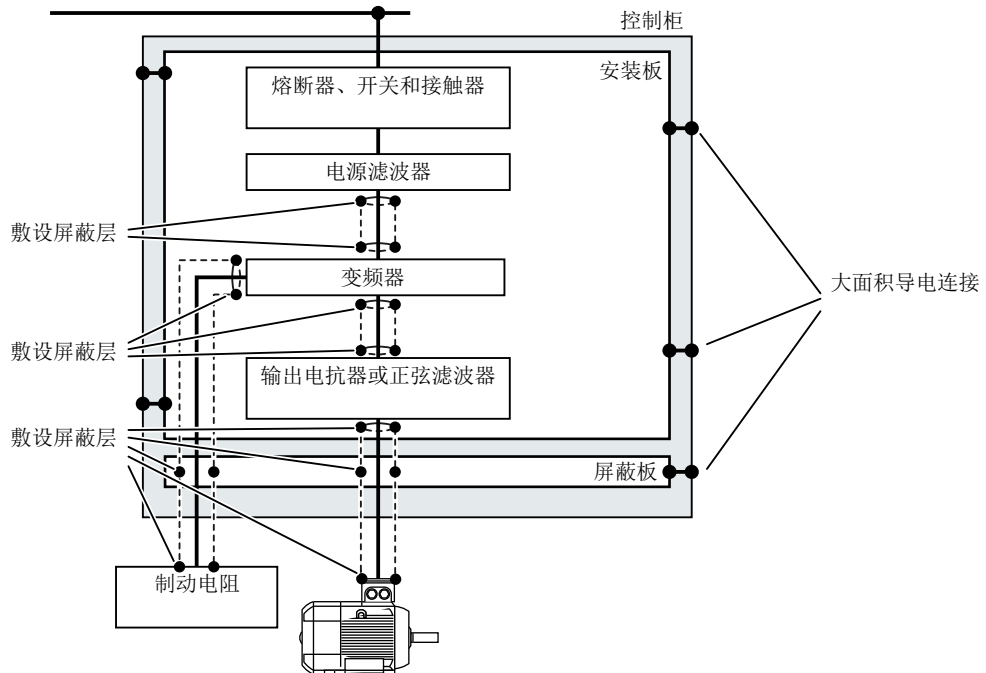 控制柜
安装板
熔断器、开关和接触器
电源滤波器
敷设屏蔽层
变频器
大面积导电连接
敷设屏蔽层
输出电抗器或正弦滤波器
敷设屏蔽层
屏蔽板
制动电阻